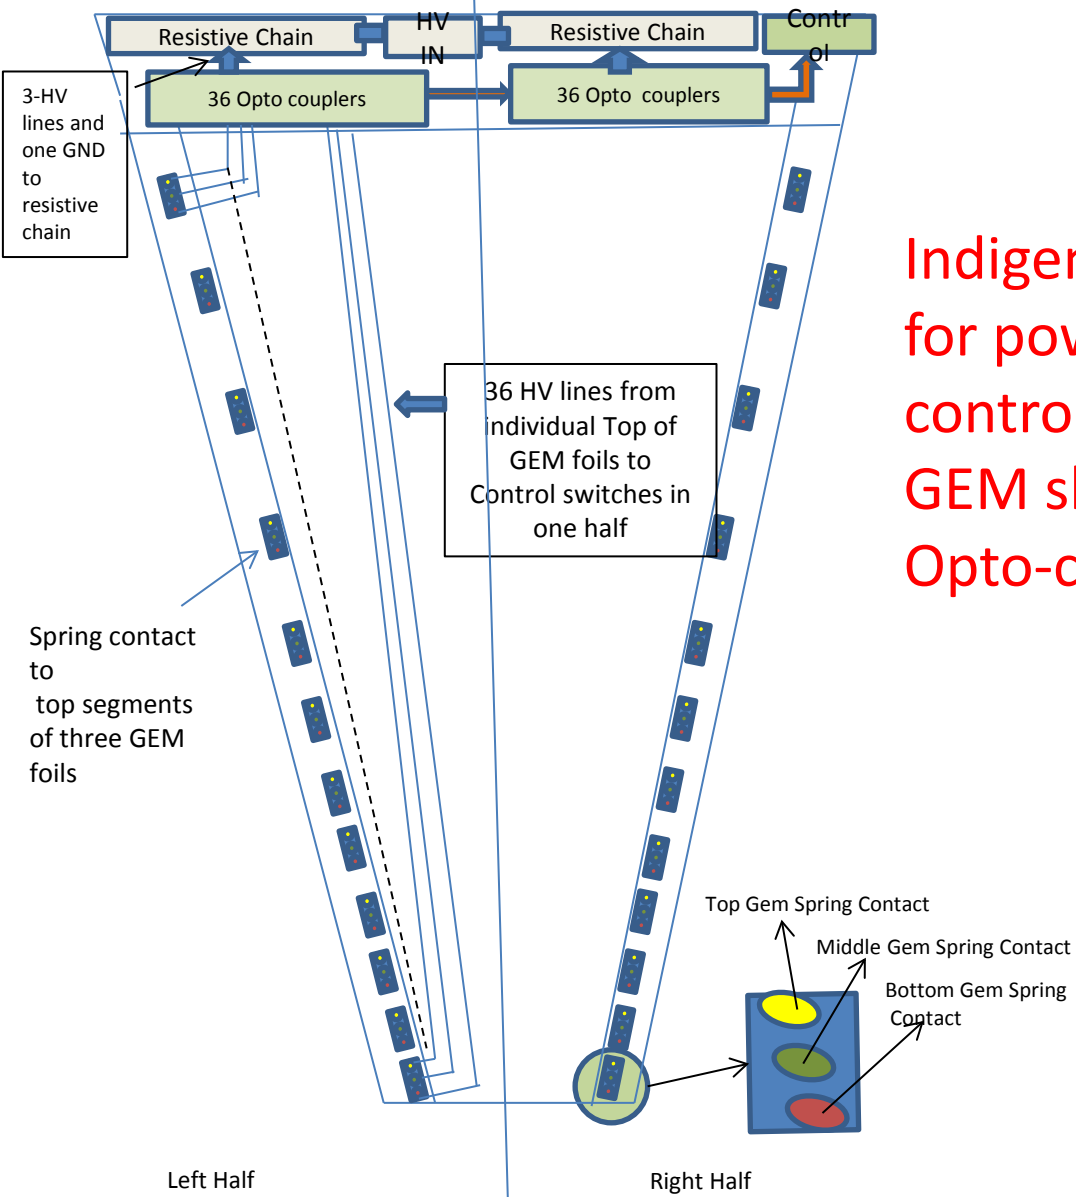 Resistive Chain
HV
IN
Resistive Chain
Contr
ol
36 Opto couplers
36 Opto couplers
3-HV
lines and
one GND
to
resistive
chain
Indiger
for pov
contro
GEM sl
Opto-c
36 HV lines from
individual Top of
GEM foils to
Control switches in
one half
Spring contact
to
top segments
of three GEM
foils
Top Gem Spring Contact
Middle Gem Spring Contact
Bottom Gem Spring
Contact
Left Half
Right Half